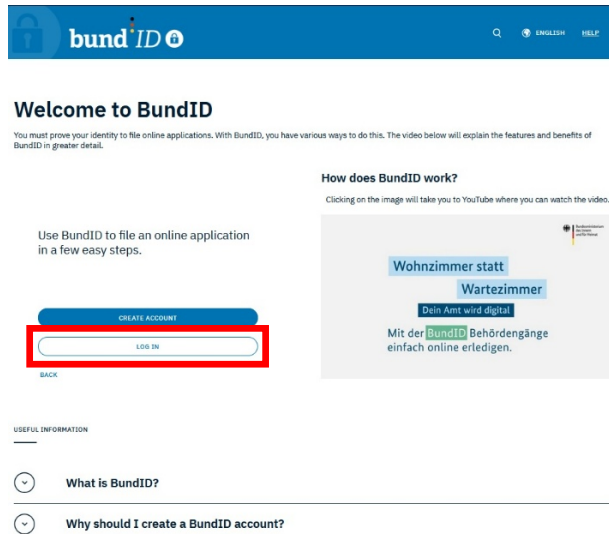 bundID
ENGLISH
HELP
Welcome to BundID
You must prove your identity to file online applications. With BundID, you have various ways to do this. The video below will explain the features and benefits of
BundID in greater detail.
Use BundID to file an online application
in a few easy steps.
CREATE ACCOUNT
LOG IN
BACK
How does BundID work?
Clicking on the image will take you to YouTube where you can watch the video.
Wohnzimmer statt
Wartezimmer
Dein Amt wird digital
Mit der BundID Behördengänge
einfach online erledigen.
USEFUL INFORMATION
What is BundID?
Why should I create a BundID account?